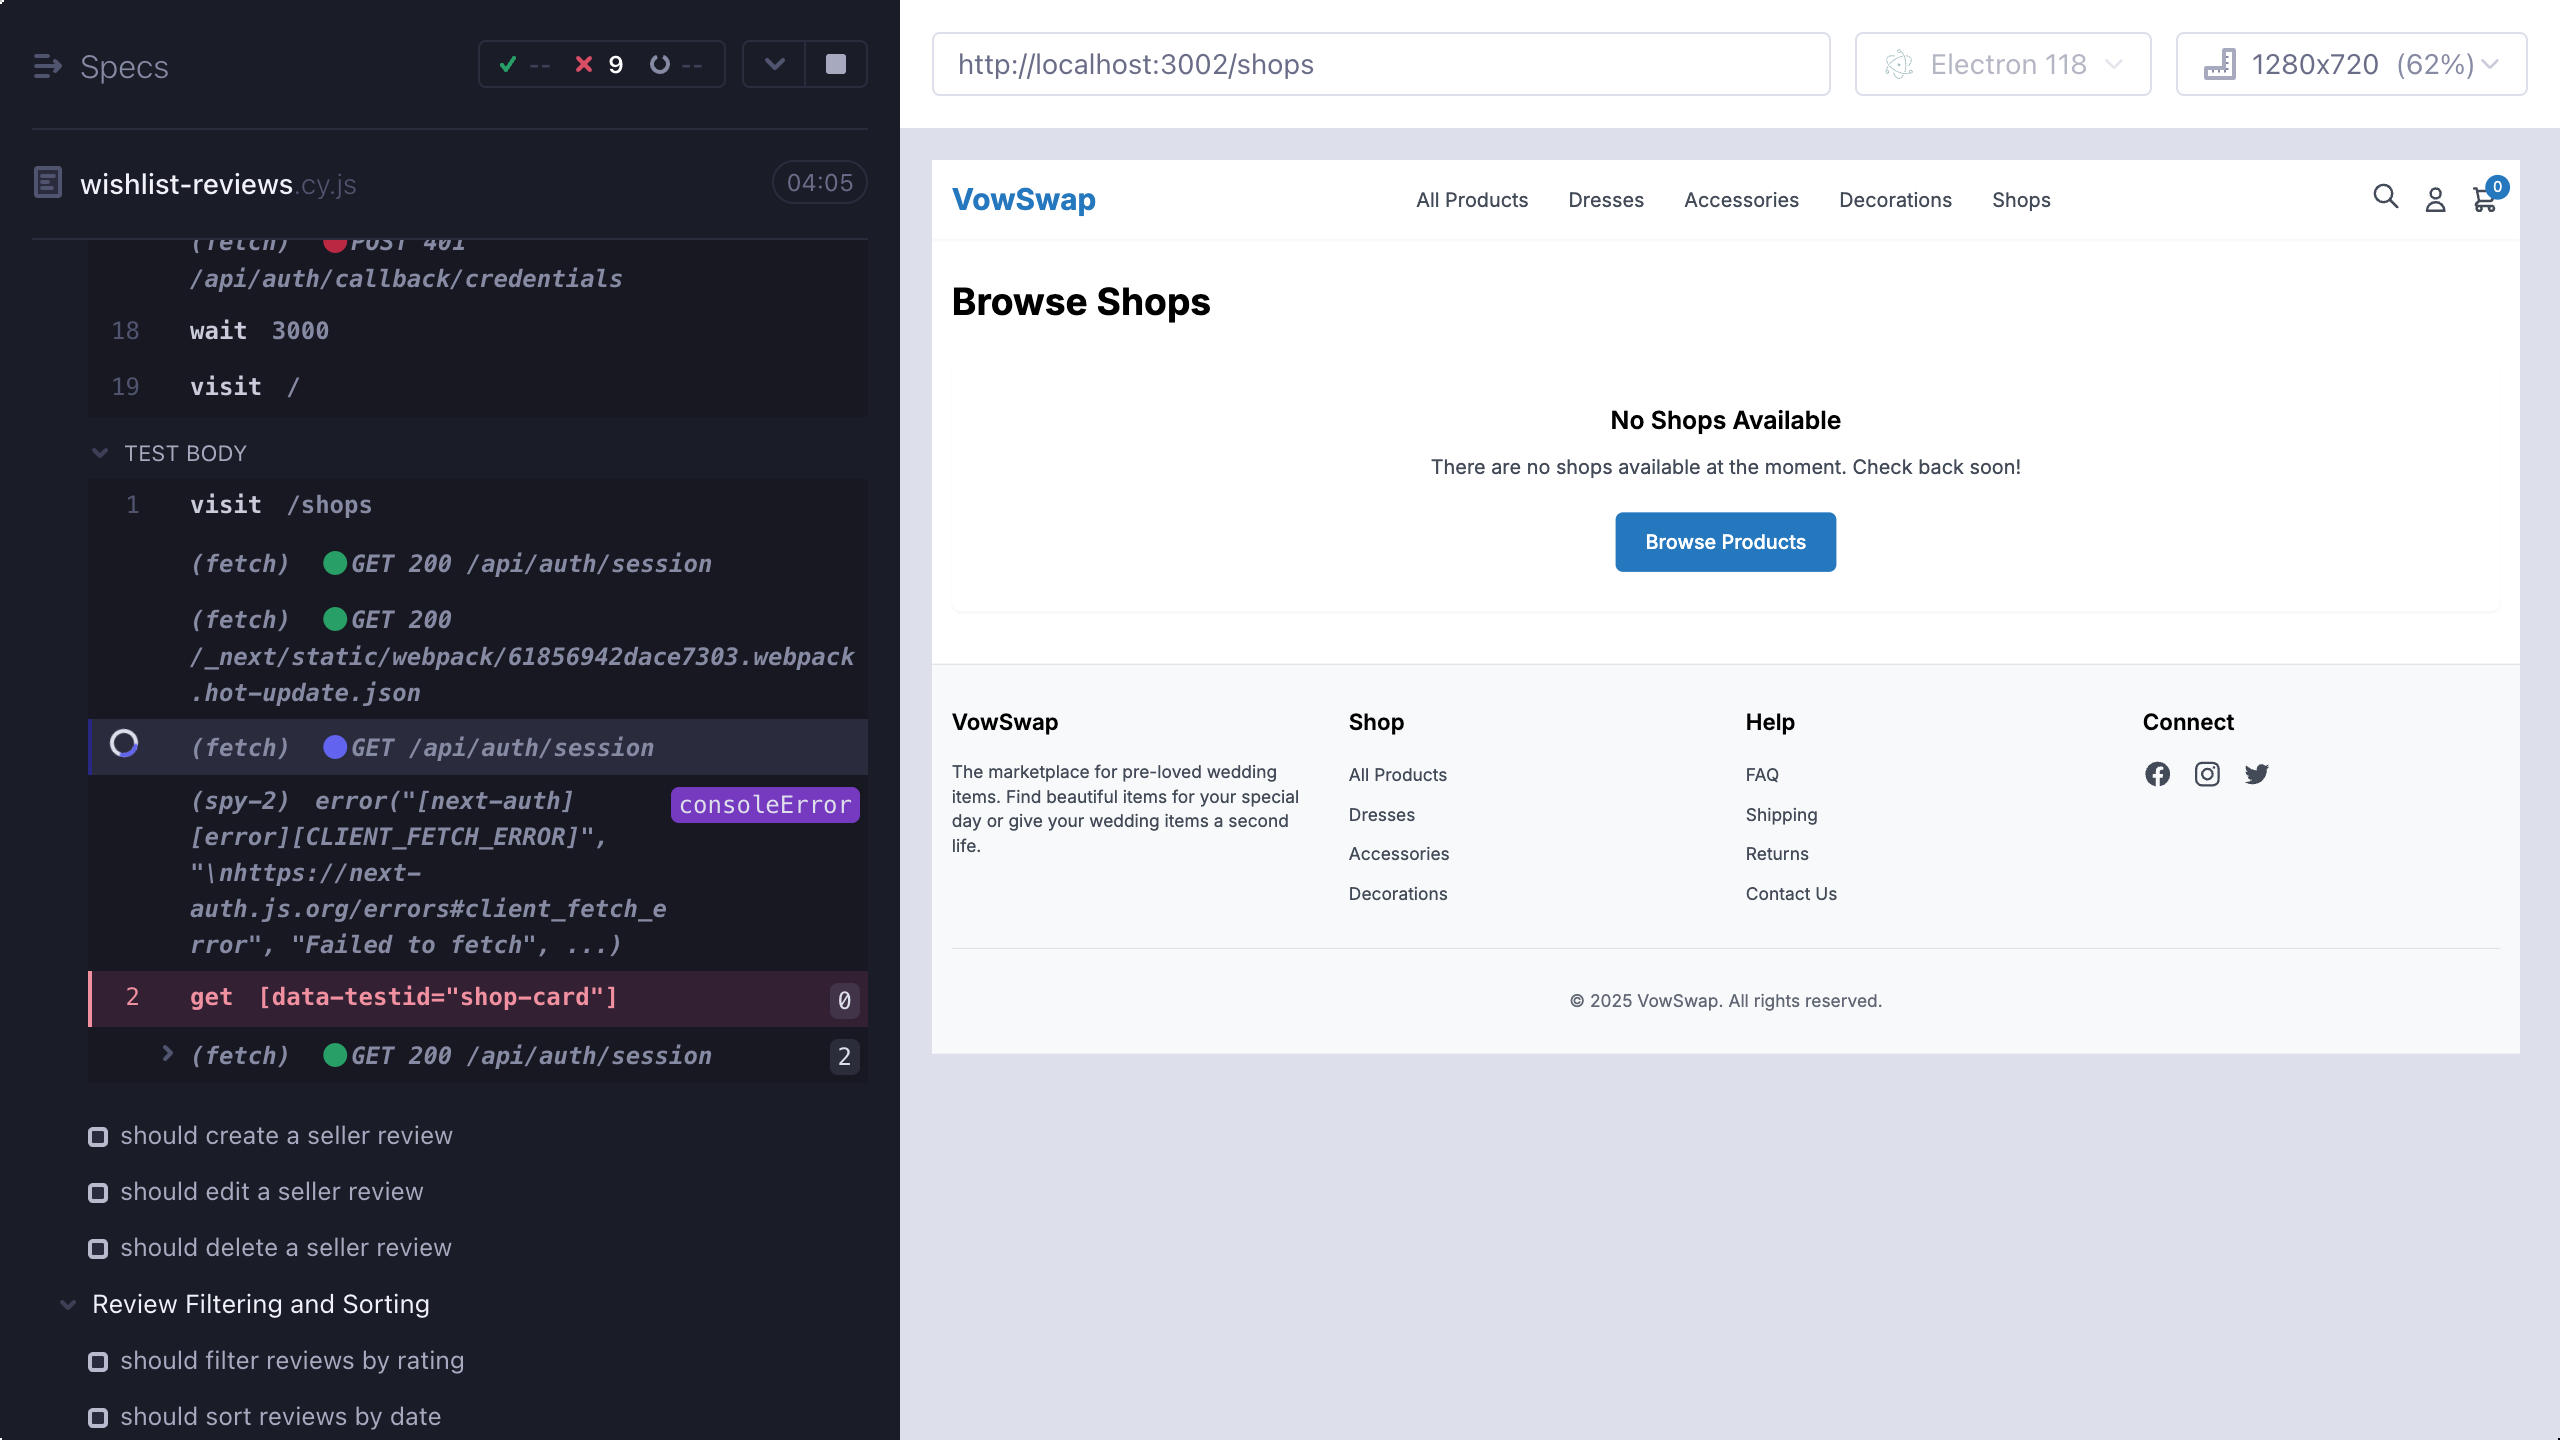 Specs
-- 9 --
wishlist-reviews.cy.js
04:05
(fetch) POST 401
/api/auth/callback/credentials
18 wait 3000
19 visit /
TEST BODY
1 visit /shops
(fetch) GET 200 /api/auth/session
(fetch) GET 200
/_next/static/webpack/61856942dace7303.webpack
.hot-update.json
(fetch) GET /api/auth/session
(spy-2) error("[next-auth]
consoleError
[error][CLIENT_FETCH_ERROR]",
"\nhttps://next-
auth.js.org/errors#client_fetch_e
rror", "Failed to fetch", ...)
2 get [data-testid="shop-card"] 0
(fetch) GET 200 /api/auth/session 2
should create a seller review
should edit a seller review
should delete a seller review
Review Filtering and Sorting
should filter reviews by rating
should sort reviews by date
http://localhost:3002/shops
Electron 118
1280x720 (62%)
VowSwap
All Products Dresses Accessories Decorations Shops
0
Browse Shops
No Shops Available
There are no shops available at the moment. Check back soon!
Browse Products
VowSwap
The marketplace for pre-loved wedding
items. Find beautiful items for your special
day or give your wedding items a second
life.
Shop
All Products
Dresses
Accessories
Decorations
Help
FAQ
Shipping
Returns
Contact Us
Connect
© 2025 VowSwap. All rights reserved.